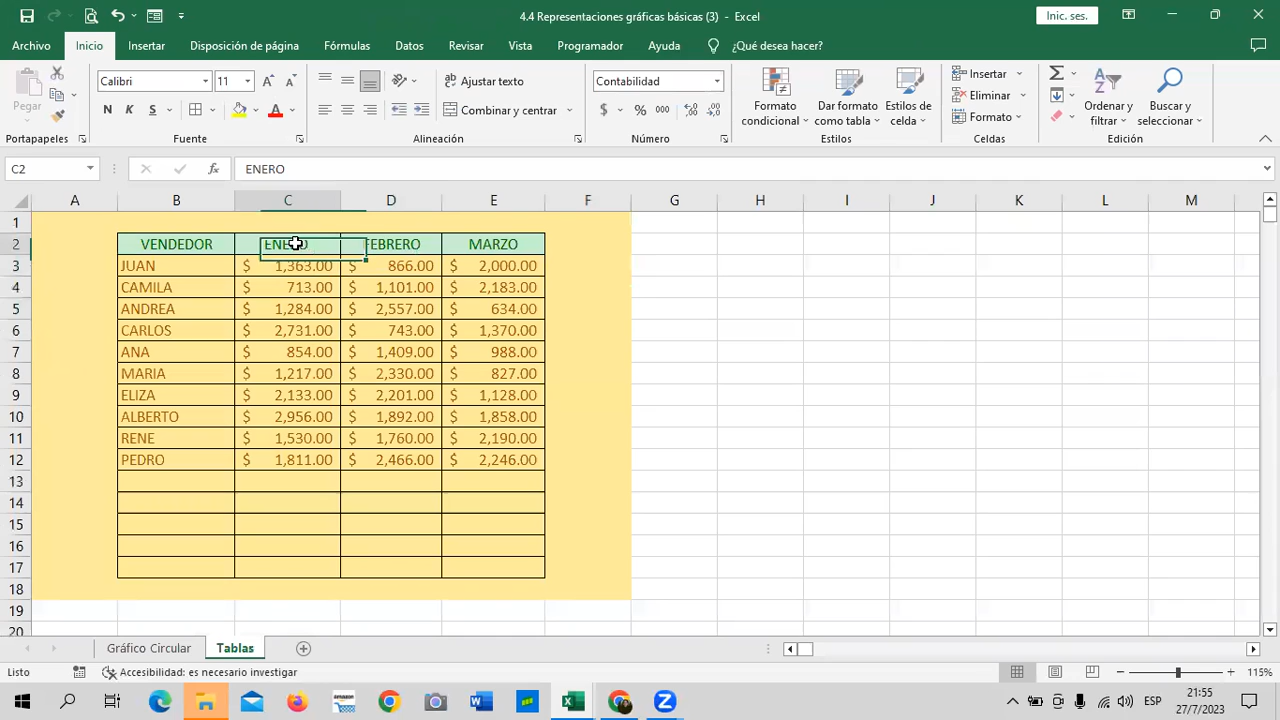 4.4 Representaciones gráficas básicas (3) - Excel
Inic. ses.
Archivo Inicio Insertar Disposición de página Fórmulas Datos Revisar Vista Programador Ayuda ¿Qué desea hacer?
Pegar
Calibri 11
N K S
Ajustar texto
Combinar y centrar
Contabilidad
$ % 000
Formato condicional
Dar formato como tabla
Estilos de celda
Insertar
Eliminar
Formato
Ordenar y filtrar
Buscar y seleccionar
Portapapeles Fuente Alineación Número Estilos Celdas Edición
C2 fx ENERO
A B C D E F G H I J K L M
1
2 VENDEDOR ENERO FEBRERO MARZO
3 JUAN $ 1,363.00 $ 866.00 $ 2,000.00
4 CAMILA $ 713.00 $ 1,101.00 $ 2,183.00
5 ANDREA $ 1,284.00 $ 2,557.00 $ 634.00
6 CARLOS $ 2,731.00 $ 743.00 $ 1,370.00
7 ANA $ 854.00 $ 1,409.00 $ 988.00
8 MARIA $ 1,217.00 $ 2,330.00 $ 827.00
9 ELIZA $ 2,133.00 $ 2,201.00 $ 1,128.00
10 ALBERTO $ 2,956.00 $ 1,892.00 $ 1,858.00
11 RENE $ 1,530.00 $ 1,760.00 $ 2,190.00
12 PEDRO $ 1,811.00 $ 2,466.00 $ 2,246.00
13
14
15
16
17
18
19
20
Gráfico Circular Tablas
Listo Accesibilidad: es necesario investigar 115%
ESP
21:55
27/7/2023